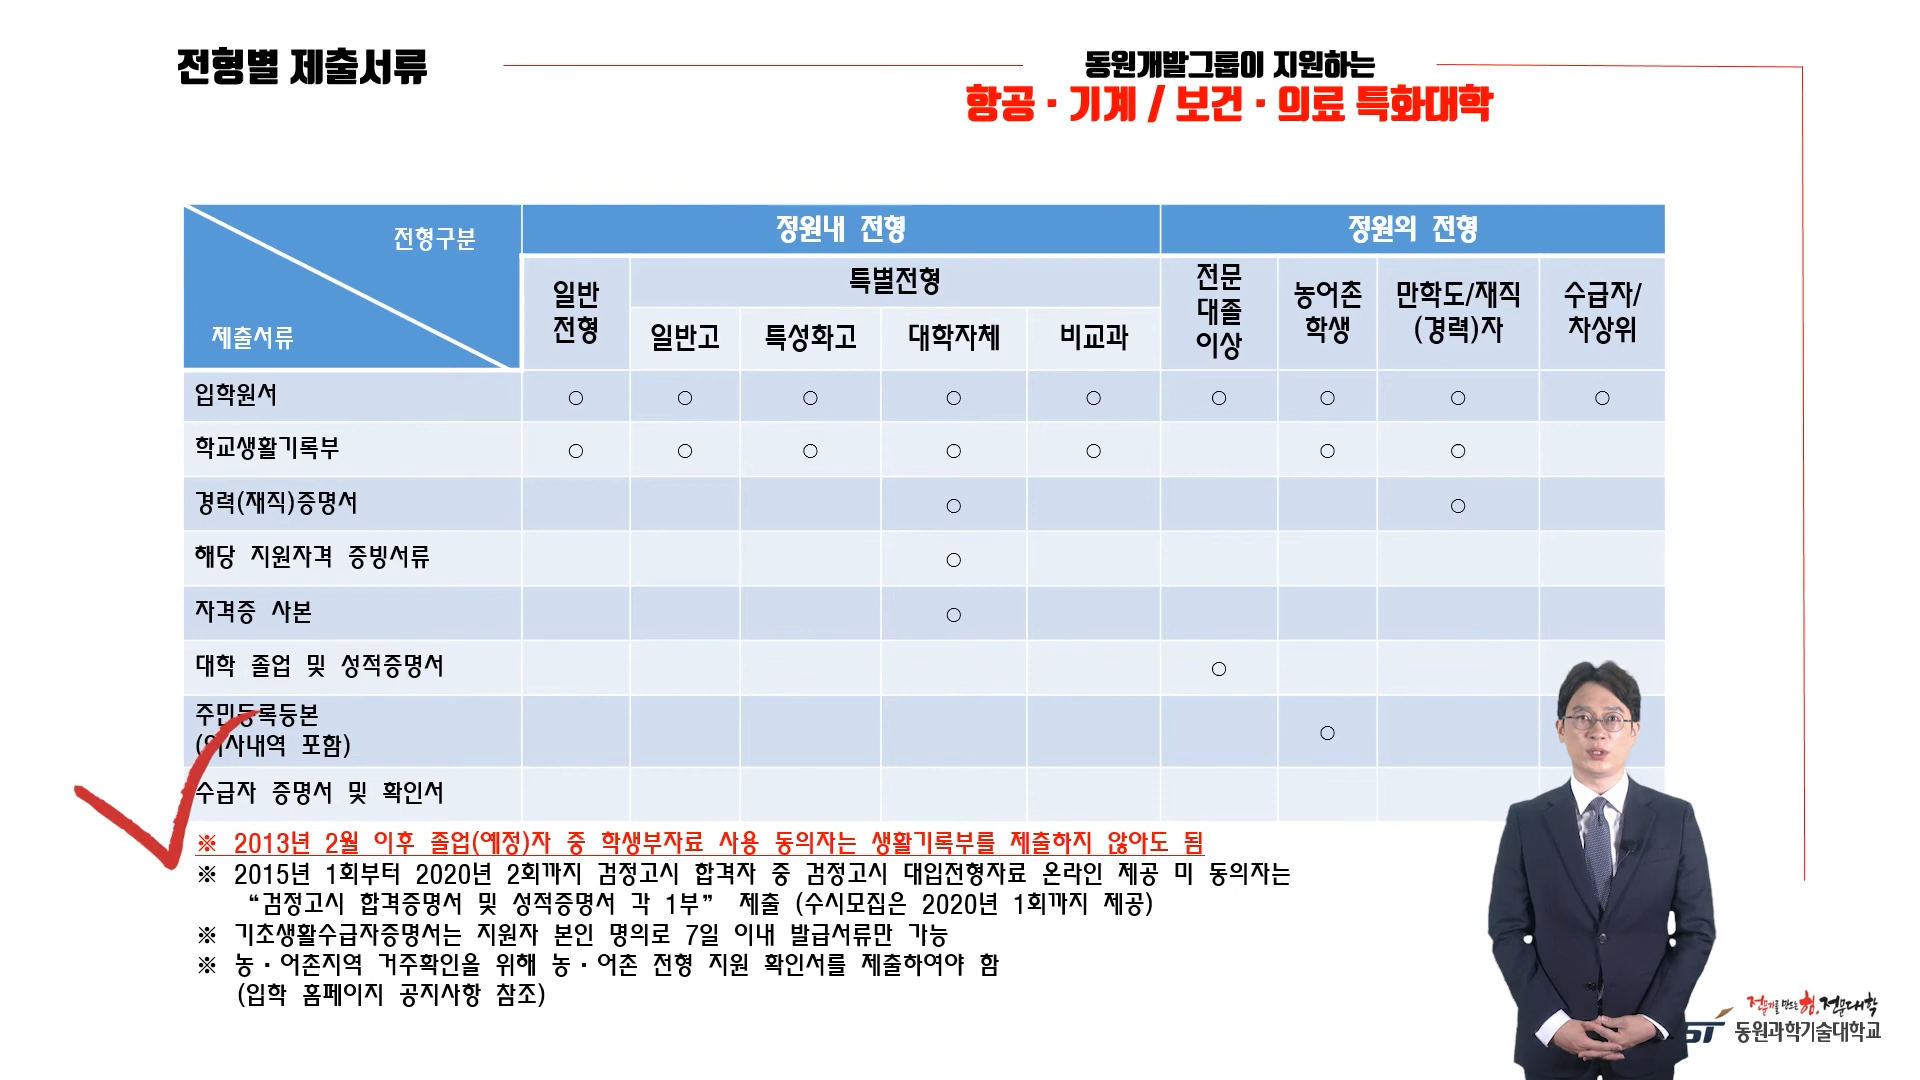 전형별 제출서류
동원개발그룹이 지원하는
항공 · 기계 / 보건 · 의료 특화대학
전형구분
제출서류
정원내 전형
정원외 전형
일반
전형
특별전형
일반고
특성화고
대학자체
비교과
전문
대졸
이상
농어촌
학생
만학도/재직
(경력)자
수급자/
차상위
입학원서 ○ ○ ○ ○ ○ ○ ○ ○ ○
학교생활기록부 ○ ○ ○ ○ ○ ○ ○
경력(재직)증명서 ○ ○
해당 지원자격 증빙서류 ○
자격증 사본 ○
대학 졸업 및 성적증명서 ○
주민등록등본
포함) ○
수급자 증명서 및 확인서
※ 2013년 2월 이후 졸업(예정)자 중 학생부자료 사용 동의자는 생활기록부를 제출하지 않아도 됨
※ 2015년 1회부터 2020년 2회까지 검정고시 합격자 중 검정고시 대입전형자료 온라인 제공 미 동의자는
“검정고시 합격증명서 및 성적증명서 각 1부” 제출 (수시모집은 2020년 1회까지 제공)
※ 기초생활수급자증명서는 지원자 본인 명의로 7일 이내 발급서류만 가능
※ 농·어촌지역 거주확인을 위해 농·어촌 전형 지원 확인서를 제출하여야 함
(입학 홈페이지 공지사항 참조)
전문가를 만드는 힘, 전문대학
동원과학기술대학교